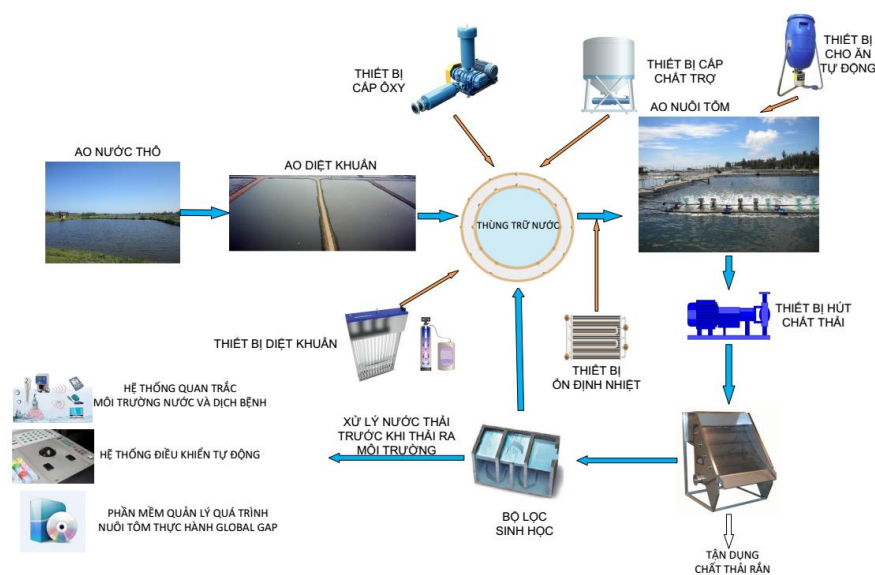 THIẾT BỊ
CẤP ÔXY
THIẾT BỊ CẤP
CHẤT TRỢ
THIẾT BỊ
CHO ĂN
TỰ ĐỘNG
AO NUÔI TÔM
AO NƯỚC THÔ
AO DIỆT KHUẨN
THÙNG TRỮ NƯỚC
THIẾT BỊ HÚT
CHẤT THẢI
THIẾT BỊ DIỆT KHUẨN
THIẾT BỊ
ỔN ĐỊNH NHIỆT
HỆ THỐNG QUAN TRẮC
MÔI TRƯỜNG NƯỚC VÀ DỊCH BỆNH
XỬ LÝ NƯỚC THẢI
TRƯỚC KHI THẢI RA
MÔI TRƯỜNG
HỆ THỐNG ĐIỀU KHIỂN TỰ ĐỘNG
PHẦN MỀM QUẢN LÝ QUÁ TRÌNH
NUÔI TÔM THỰC HÀNH GLOBAL GAP
BỘ LỌC
SINH HỌC
TẬN DỤNG
CHẤT THẢI RẮN